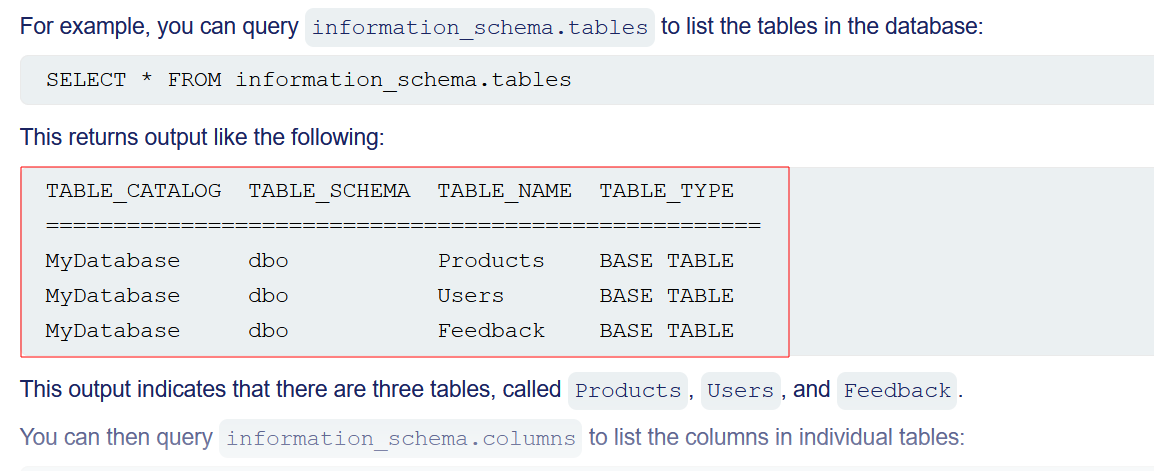 For example, you can query information_schema.tables to list the tables in the database:
SELECT * FROM information_schema.tables
This returns output like the following:
TABLE_CATALOG  TABLE_SCHEMA  TABLE_NAME  TABLE_TYPE
=====================================================
MyDatabase     dbo           Products    BASE TABLE
MyDatabase     dbo           Users       BASE TABLE
MyDatabase     dbo           Feedback    BASE TABLE
This output indicates that there are three tables, called Products, Users, and Feedback.
You can then query information_schema.columns to list the columns in individual tables: